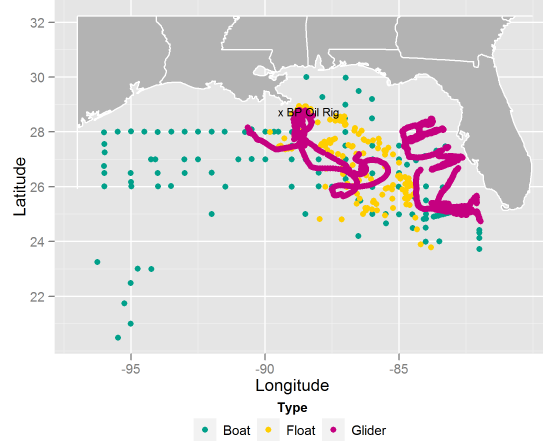 32
30
x BP Oil Rig
28
26
24
22
Latitude
-95
-90
-85
Longitude
Type
Boat
Float
Glider